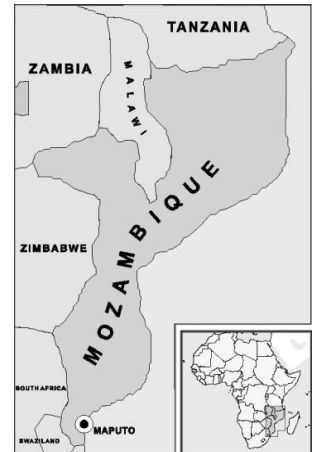 TANZANIA
ZAMBIA
MALAWI
MOZAMBIQUE
ZIMBABWE
SOUTH AFRICA
MAPUTO
SWAZILAND